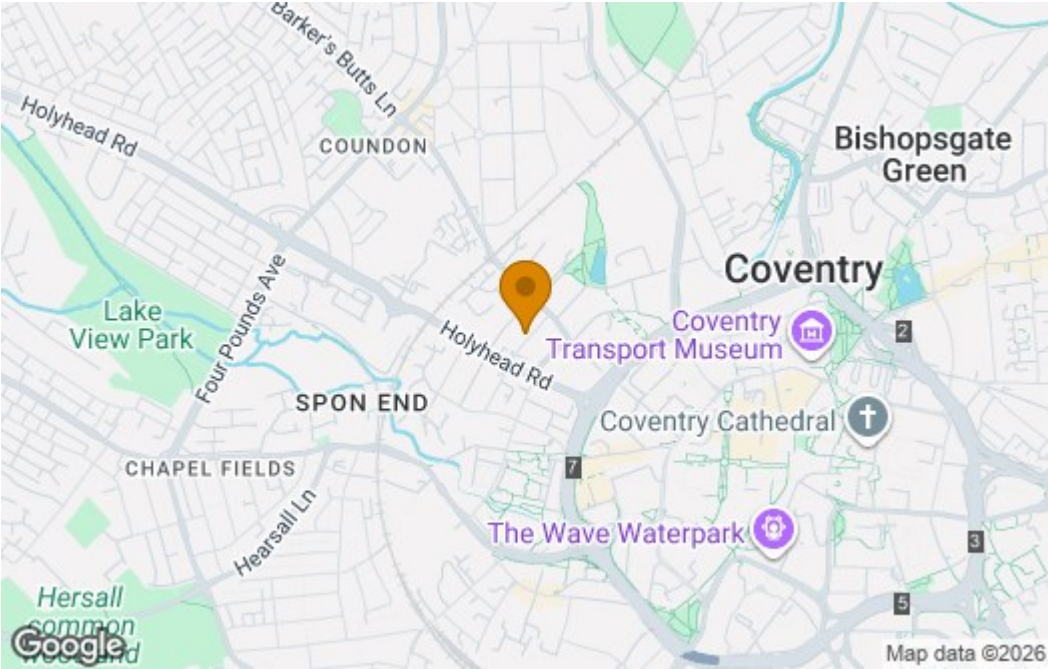 Barker's Butts Ln
Holyhead Rd
COUNDON
Bishopsgate
Green
Four Pounds Ave
Coventry
Lake
View Park
Coventry
Transport Museum
2
Holyhead Rd
SPON END
Coventry Cathedral
CHAPEL FIELDS
7
Hearsall Ln
The Wave Waterpark
3
Hersall
common
woodland
5
Google
Map data ©2026